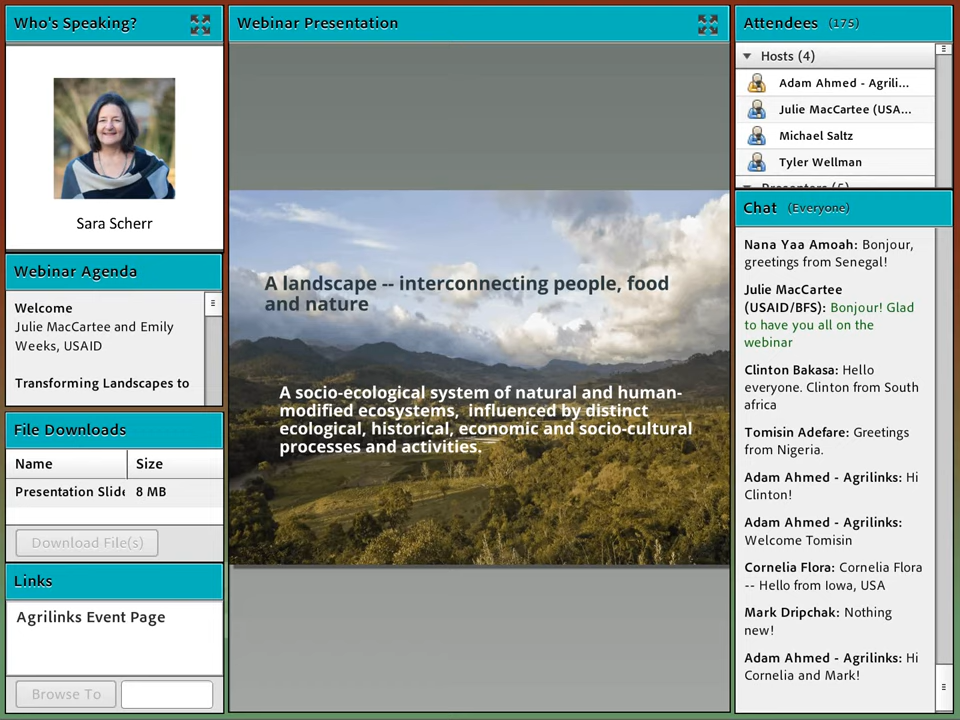 Who's Speaking?
Sara Scherr
Webinar Agenda
Welcome
Julie MacCartee and Emily
Weeks, USAID
Transforming Landscapes to
File Downloads
Name Size
Presentation Slide 8 MB
Download File(s)
Links
Agrilinks Event Page
Browse To
Webinar Presentation
A landscape -- interconnecting people, food
and nature
A socio-ecological system of natural and human-
modified ecosystems, influenced by distinct
ecological, historical, economic and socio-cultural
processes and activities.
Attendees (175)
Hosts (4)
Adam Ahmed - Agrili...
Julie MacCartee (USA...
Michael Saltz
Tyler Wellman
Presenters (5)
Chat (Everyone)
Nana Yaa Amoah: Bonjour,
greetings from Senegal!
Julie MacCartee
(USAID/BFS): Bonjour! Glad
to have you all on the
webinar
Clinton Bakasa: Hello
everyone. Clinton from South
africa
Tomisin Adefare: Greetings
from Nigeria.
Adam Ahmed - Agrilinks: Hi
Clinton!
Adam Ahmed - Agrilinks:
Welcome Tomisin
Cornelia Flora: Cornelia Flora
-- Hello from Iowa, USA
Mark Dripchak: Nothing
new!
Adam Ahmed - Agrilinks: Hi
Cornelia and Mark!